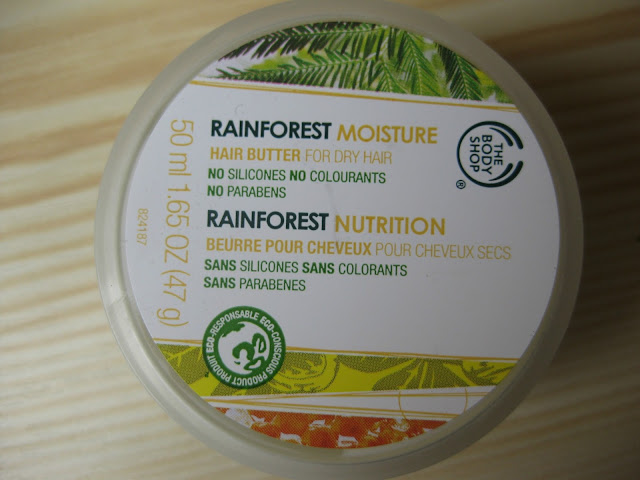 RAINFOREST MOISTURE
HAIR BUTTER FOR DRY HAIR
NO SILICONES NO COLOURANTS
NO PARABENS
RAINFOREST NUTRITION
BEURRE POUR CHEVEUX POUR CHEVEUX SECS
SANS SILICONES SANS COLORANTS
SANS PARABENES
THE
BODY
SHOP
®
50 ml 1.65 OZ (47 g)
824187
ECO-CONSCIOUS PRODUCT PRODUIT ECO-RESPONSABLE